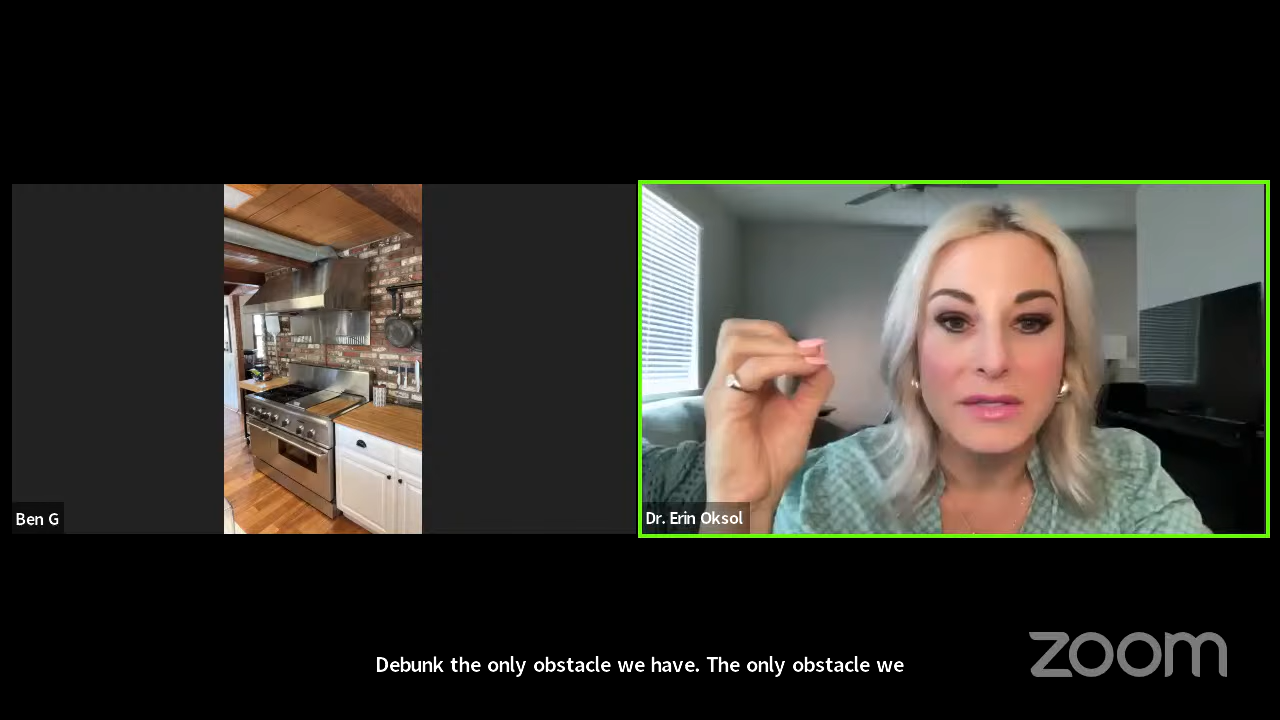 Ben G
Dr. Erin Oksol
Debunk the only obstacle we have. The only obstacle we
zoom